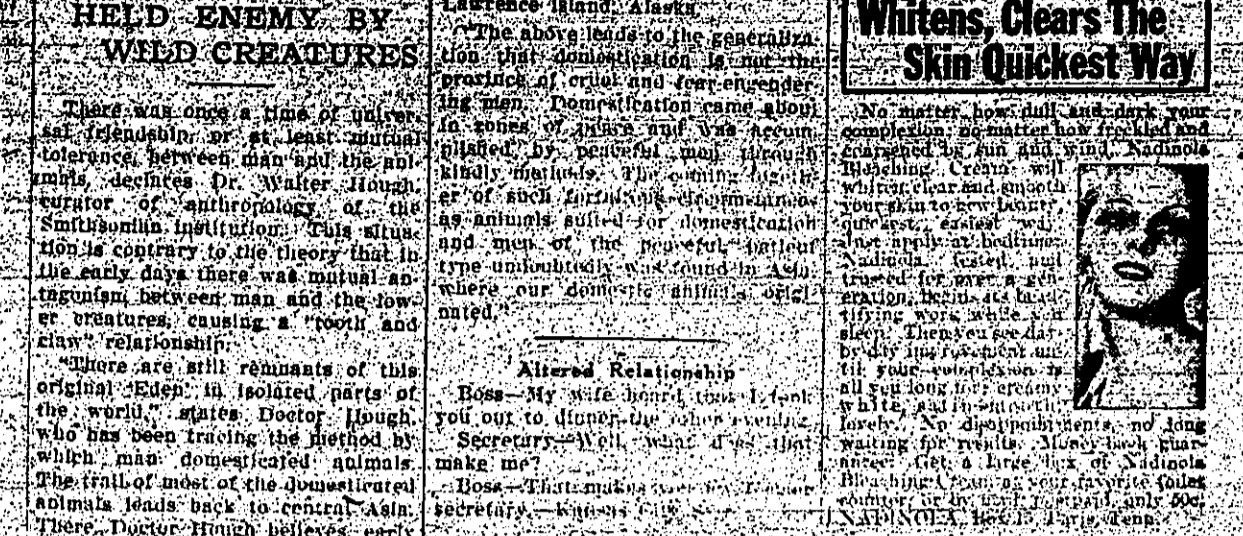 HELD ENEMY BY
WILD CREATURES
There was once a time of univer-
sal friendship, or at least mutual
tolerance, between man and the ani-
mals, declares Dr. Walter Hough,
curator of anthropology of the
Smithsonian institution. This situa-
tion is contrary to the theory that in
the early days there was mutual an-
tagonism between man and the low-
er creatures, causing a "tooth and
claw" relationship.
"There are still remnants of this
original 'Eden' in isolated parts of
the world," states Doctor Hough,
who has been tracing the method by
which man domesticated animals.
The trail of most of the domesticated
animals leads back to central Asia.
There, Doctor Hough believes, early
Lawrence Island, Alaska.
"The above leads to the generaliza-
tion that domestication is not the
province of cruel and fear-engender-
ing men. Domestication came about
in zones of peace and was accom-
plished by peaceful men through
kindly methods. The coming togeth-
er of such
as animals suited for domestication
and men of the peaceful
type undoubtedly was found in Asia,
where our domestic animals origi-
nated."
Altered Relationship
Boss—My wife heard that I took
you out to dinner the other evening.
Secretary—Well, what does that
make me?
Boss—That makes you my former
secretary.—Kansas City
Whitens, Clears The
Skin Quickest Way
No matter how dull and dark your
complexion; no matter how freckled and
coarsened by sun and wind, Nadinola
Bleaching Cream will
whiten, clear and smooth
your skin to new beauty,
quickest, easiest way.
Just apply at bedtime;
Nadinola, tested and
trusted for over a gen-
eration, begins its beau-
tifying work while you
sleep. Then you see day-
by-day improvement un-
til your complexion is
all you long for; creamy
white, satin-smooth,
lovely. No disappointments, no long
waiting for results. Money back guar-
antee. Get a large box of Nadinola
Bleaching Cream at your favorite toilet
counter, or by mail, postpaid, only 50c.
NADINOLA, Box Paris, Tenn.